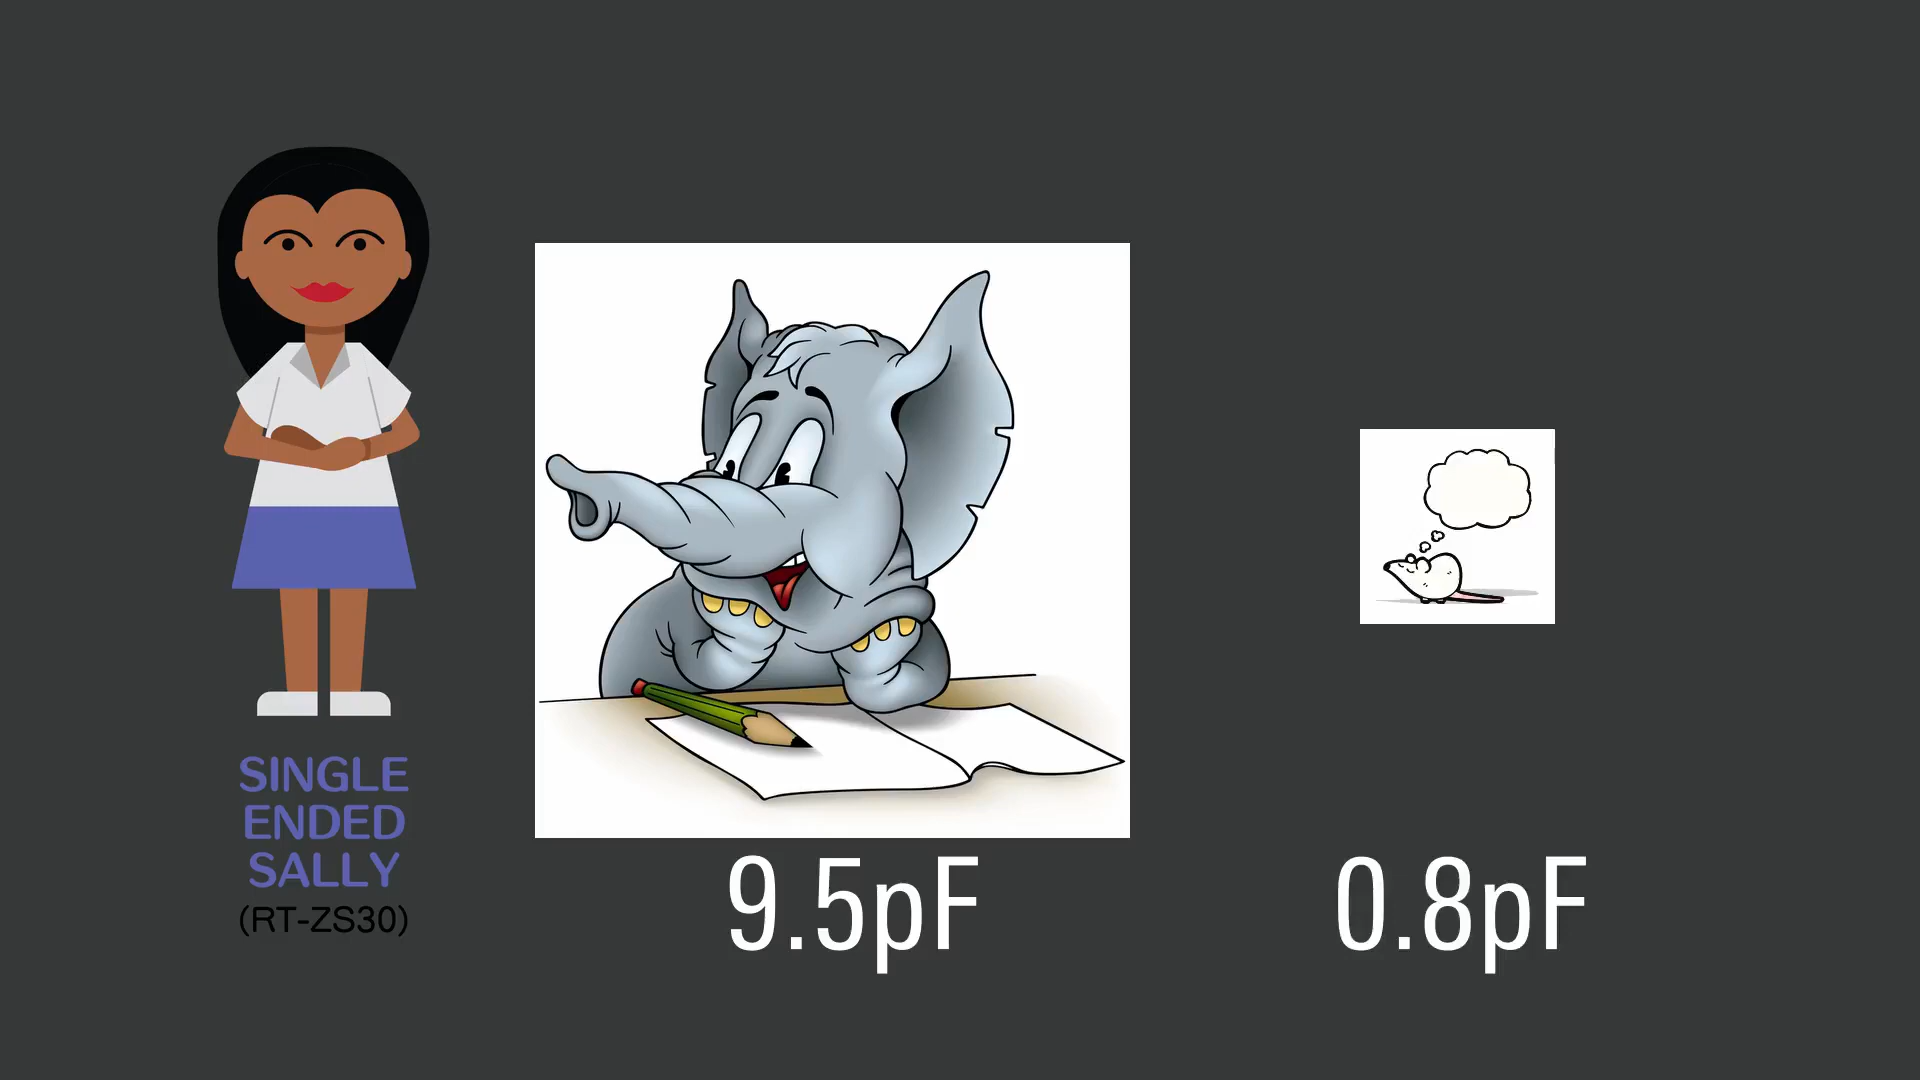 SINGLE
ENDED
SALLY
(RT-ZS30)
9.5pF
0.8pF